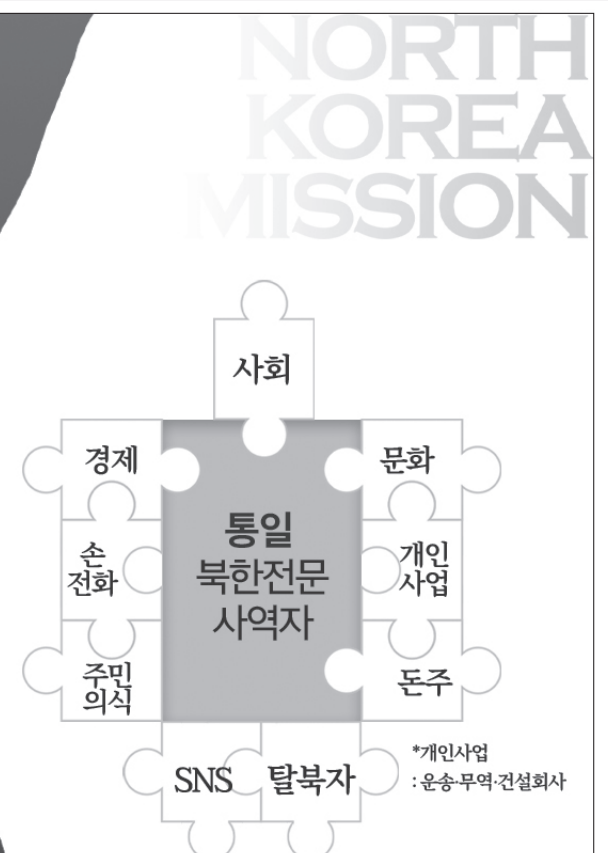 NORTH
KOREA
MISSION
사회
경제
문화
통일
북한전문
사역자
손
전화
개인
사업
주민
의식
돈주
SNS
탈북자
*개인사업
: 운송·무역·건설회사